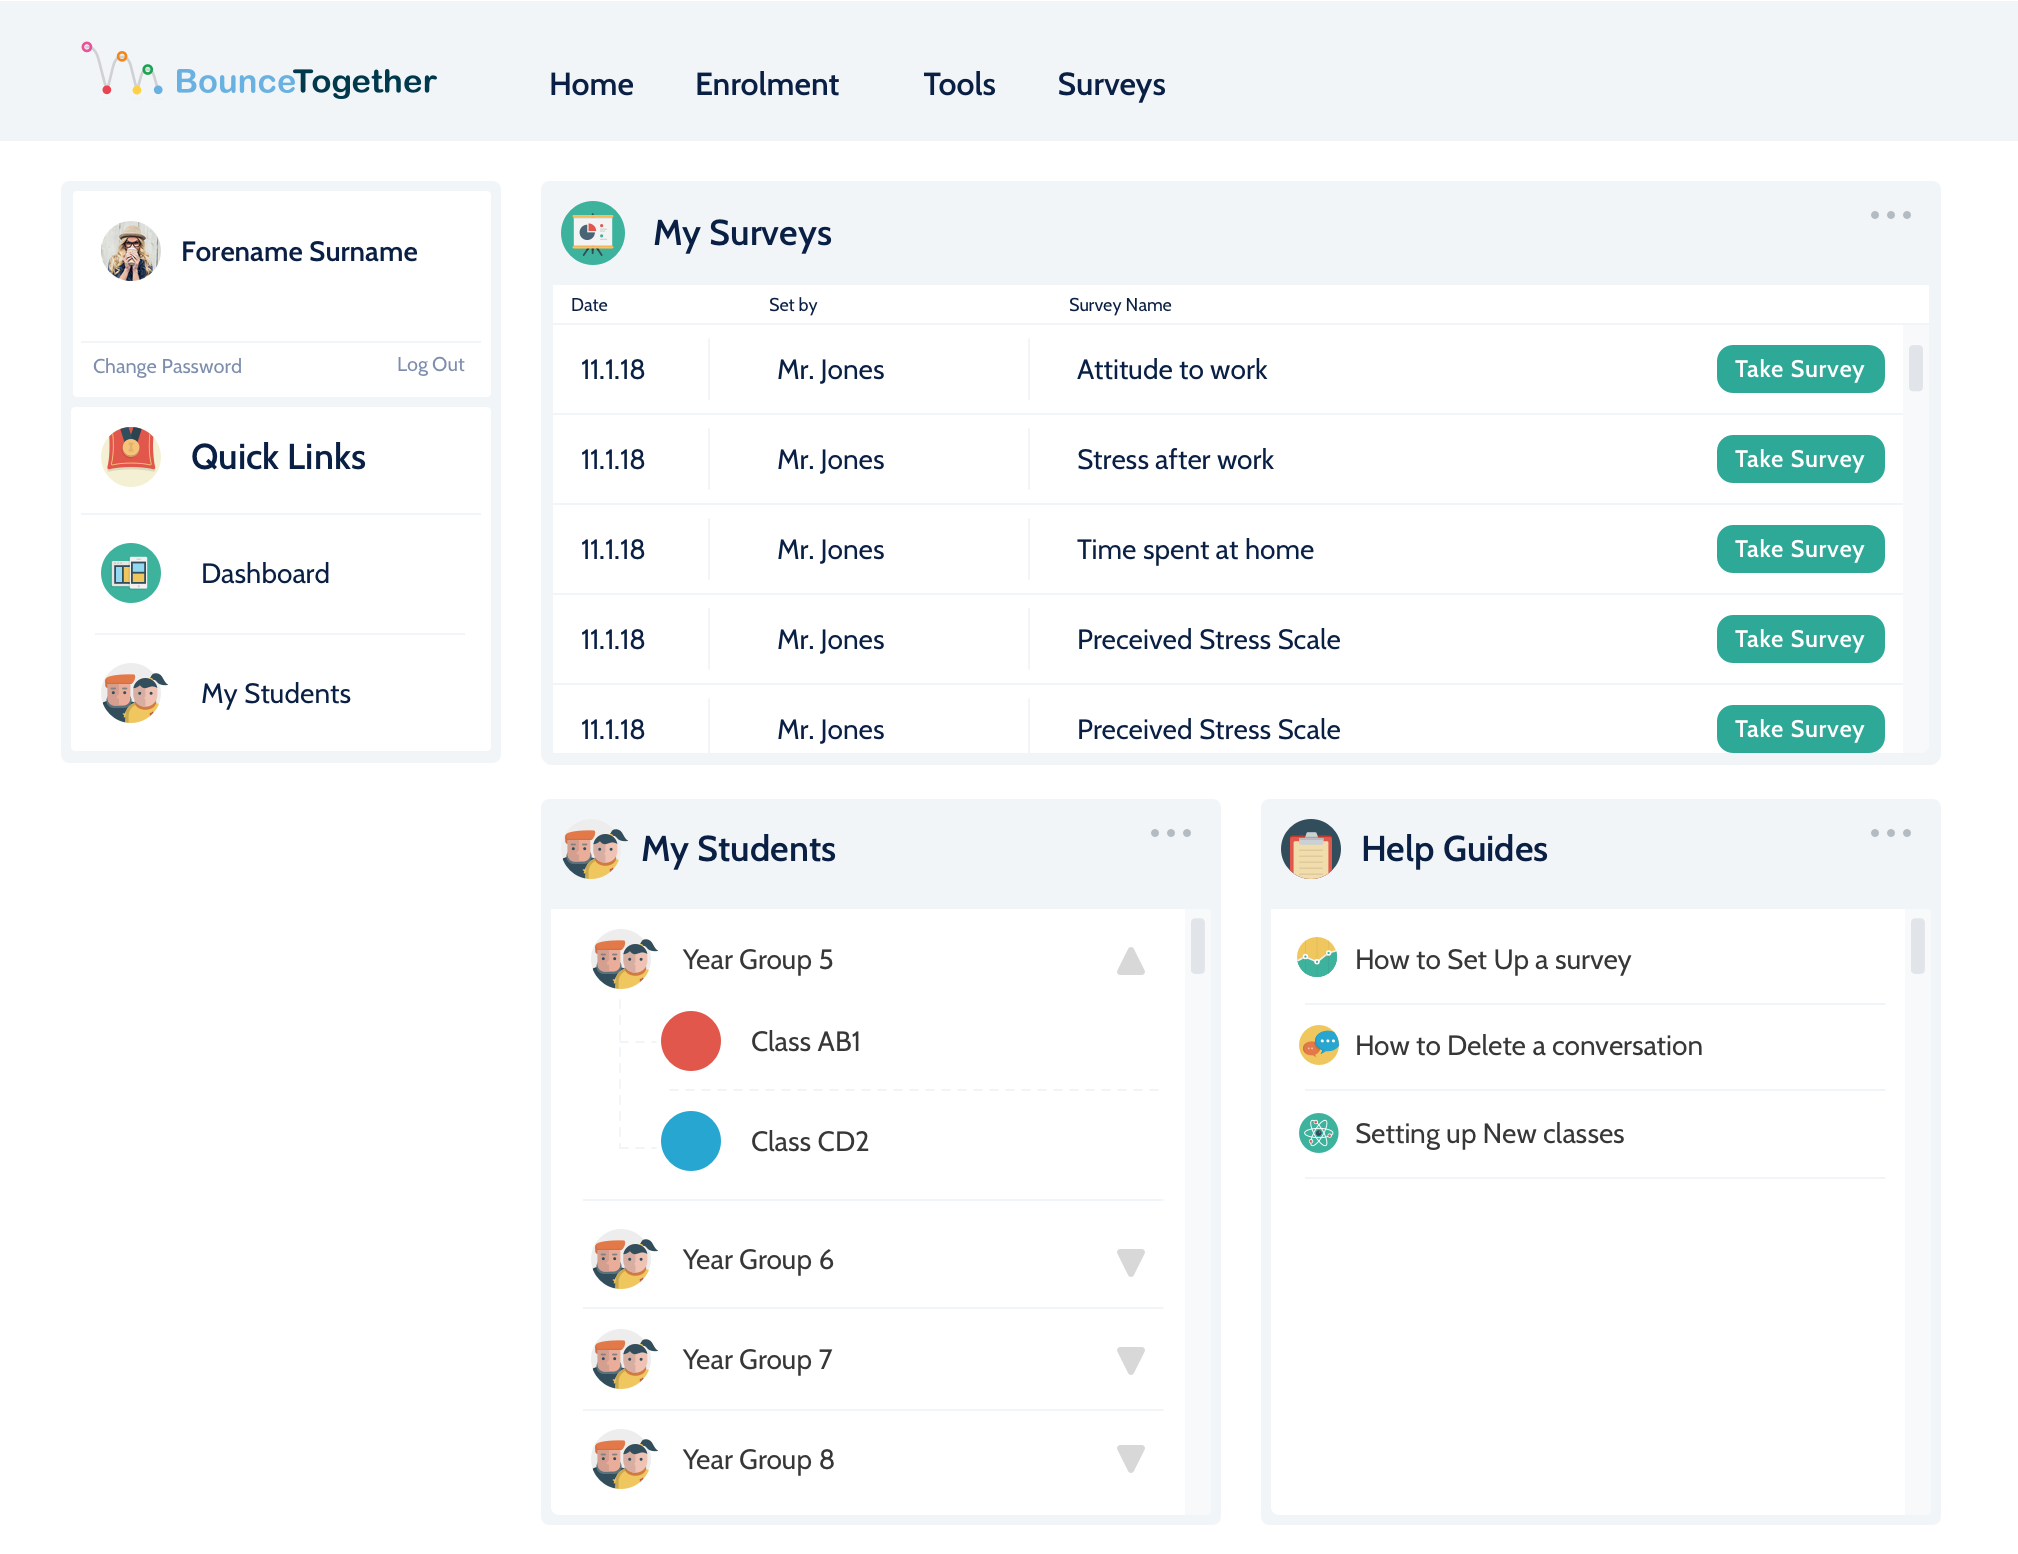 BounceTogether
Home Enrolment Tools Surveys
Forename Surname
Change Password Log Out
Quick Links
Dashboard
My Students
My Surveys
Date Set by Survey Name
11.1.18 Mr. Jones Attitude to work Take Survey
11.1.18 Mr. Jones Stress after work Take Survey
11.1.18 Mr. Jones Time spent at home Take Survey
11.1.18 Mr. Jones Preceived Stress Scale Take Survey
11.1.18 Mr. Jones Preceived Stress Scale Take Survey
My Students
Year Group 5
Class AB1
Class CD2
Year Group 6
Year Group 7
Year Group 8
Help Guides
How to Set Up a survey
How to Delete a conversation
Setting up New classes